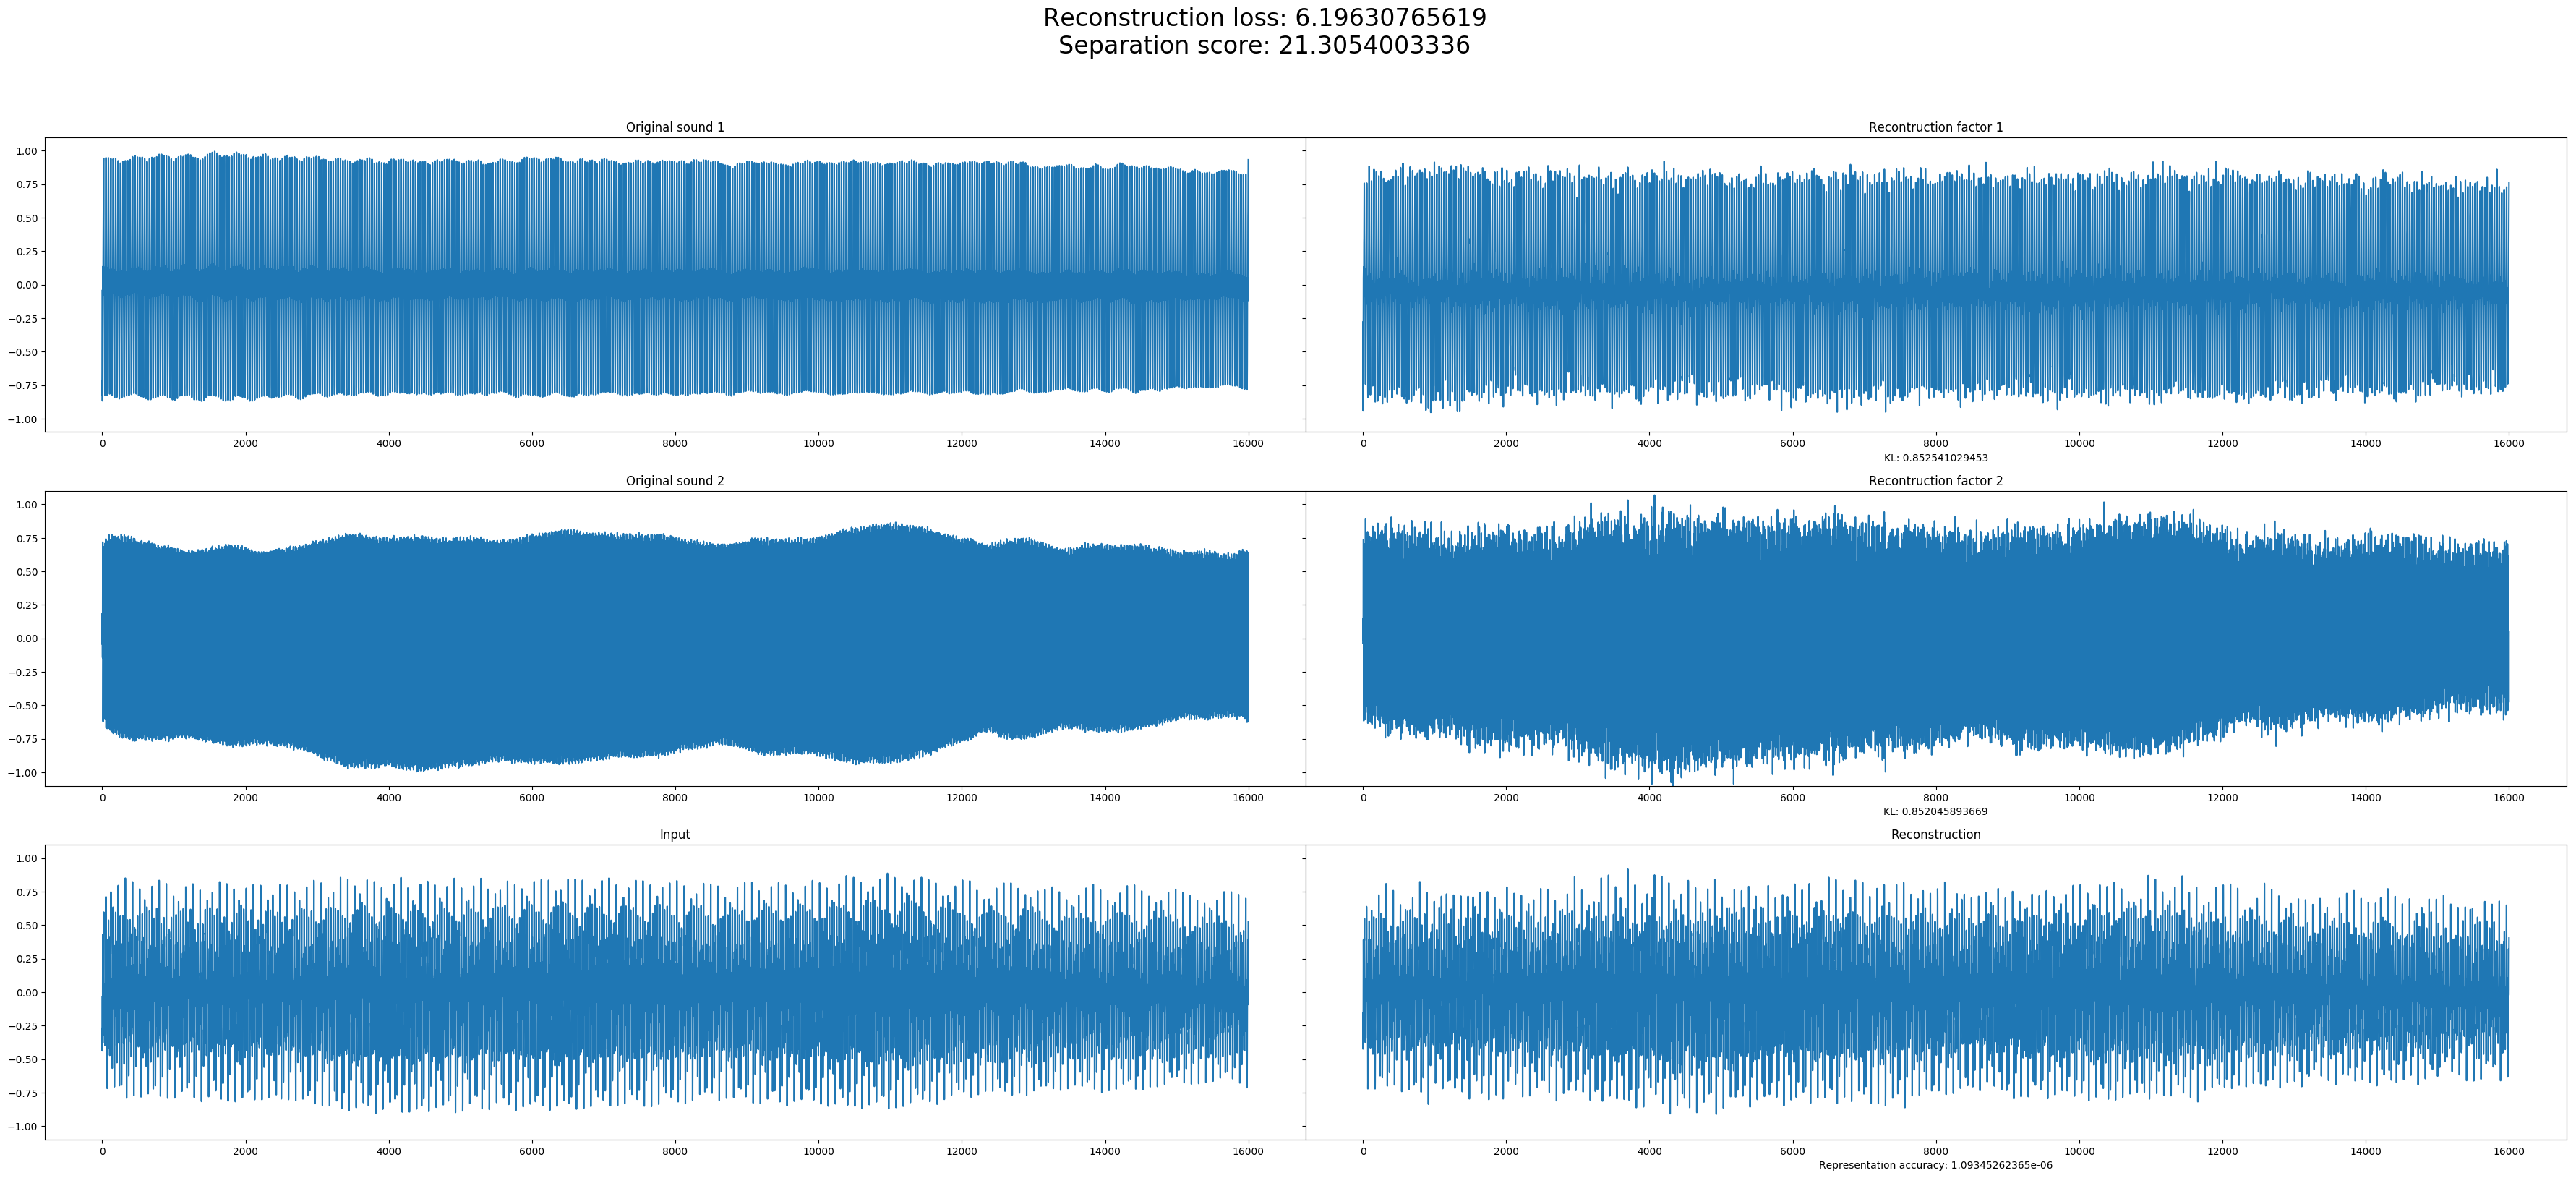 Reconstruction loss: 6.19630765619
Separation score: 21.3054003336
Original sound 1
Recontruction factor 1
1.00
0.75
0.50
0.25
0.00
−0.25
−0.50
−0.75
−1.00
0 2000 4000 6000 8000 10000 12000 14000 16000
0 2000 4000 6000 8000 10000 12000 14000 16000
KL: 0.852541029453
Original sound 2
Recontruction factor 2
1.00
0.75
0.50
0.25
0.00
−0.25
−0.50
−0.75
−1.00
0 2000 4000 6000 8000 10000 12000 14000 16000
0 2000 4000 6000 8000 10000 12000 14000 16000
KL: 0.852045893669
Input
Reconstruction
1.00
0.75
0.50
0.25
0.00
−0.25
−0.50
−0.75
−1.00
0 2000 4000 6000 8000 10000 12000 14000 16000
0 2000 4000 6000 8000 10000 12000 14000 16000
Representation accuracy: 1.09345262365e-06